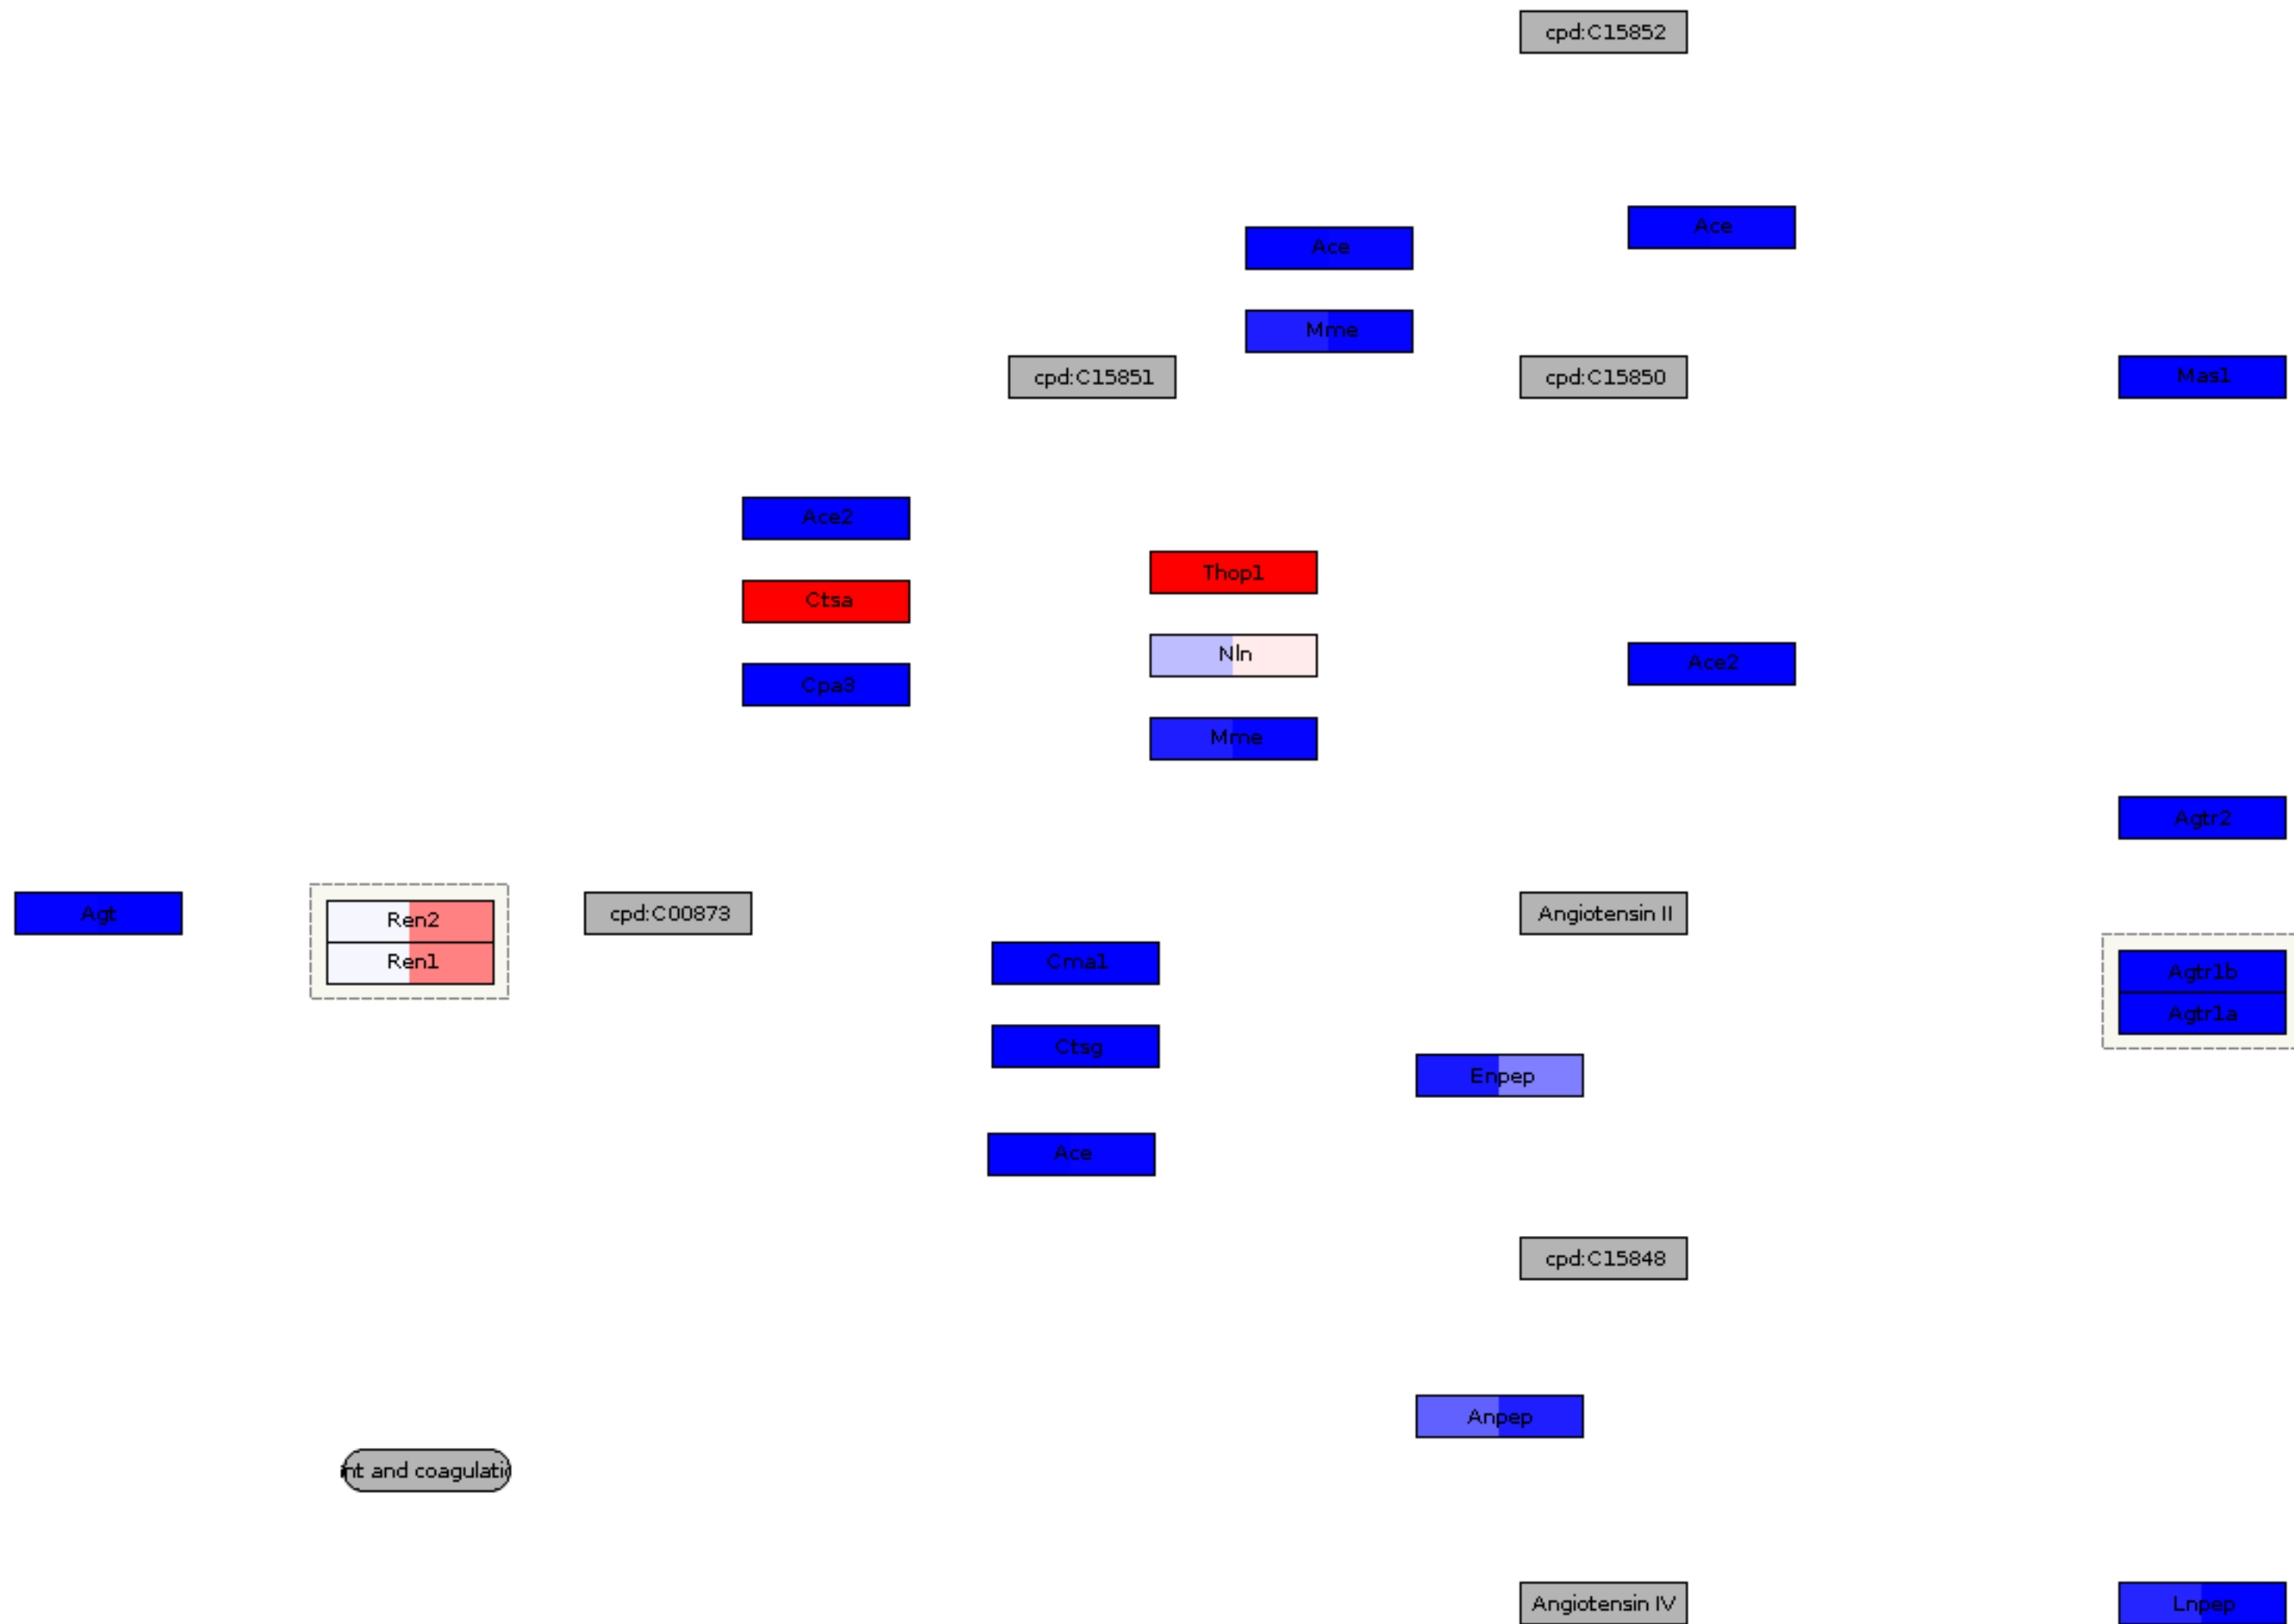 cpd:C15852
Ace
Ace
Mme
cpd:C15851
cpd:C15850
Mas1
Ace2
Thop1
Ctsa
Nln
Ace2
Cpa3
Mme
Agtr2
Agt
Ren2
Ren1
cpd:C00873
Angiotensin II
Cma1
Agtr1b
Agtr1a
Ctsg
Enpep
Ace
cpd:C15848
Anpep
nt and coagulatio
Angiotensin IV
Lnpep